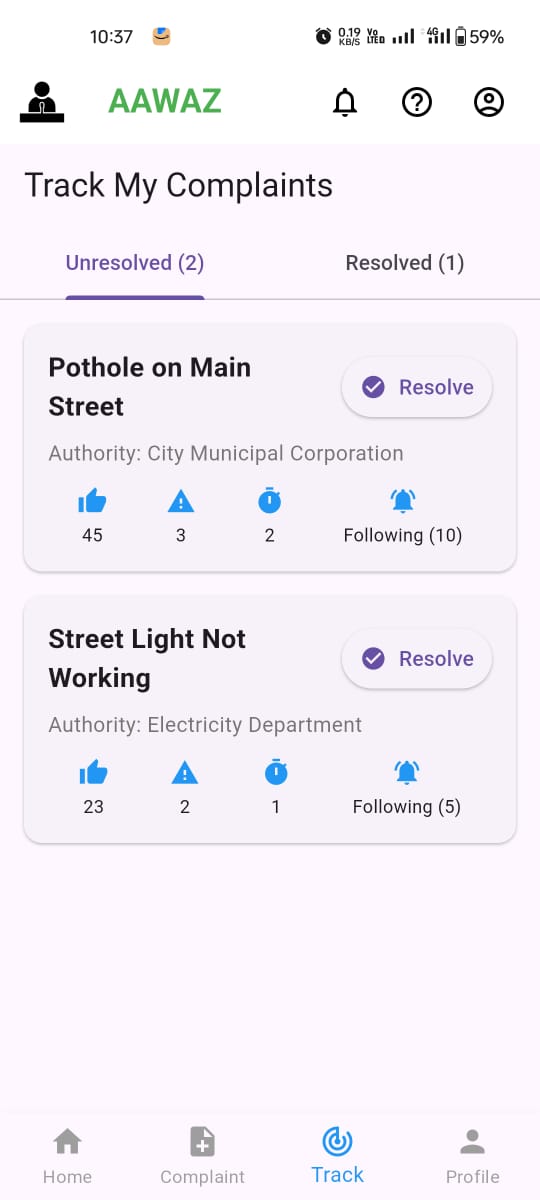 10:37 0.19 KB/S Vo LTED 4G 59%
AAWAZ
Track My Complaints
Unresolved (2) Resolved (1)
Pothole on Main
Street
Resolve
Authority: City Municipal Corporation
45 3 2 Following (10)
Street Light Not
Working
Resolve
Authority: Electricity Department
23 2 1 Following (5)
Home Complaint Track Profile